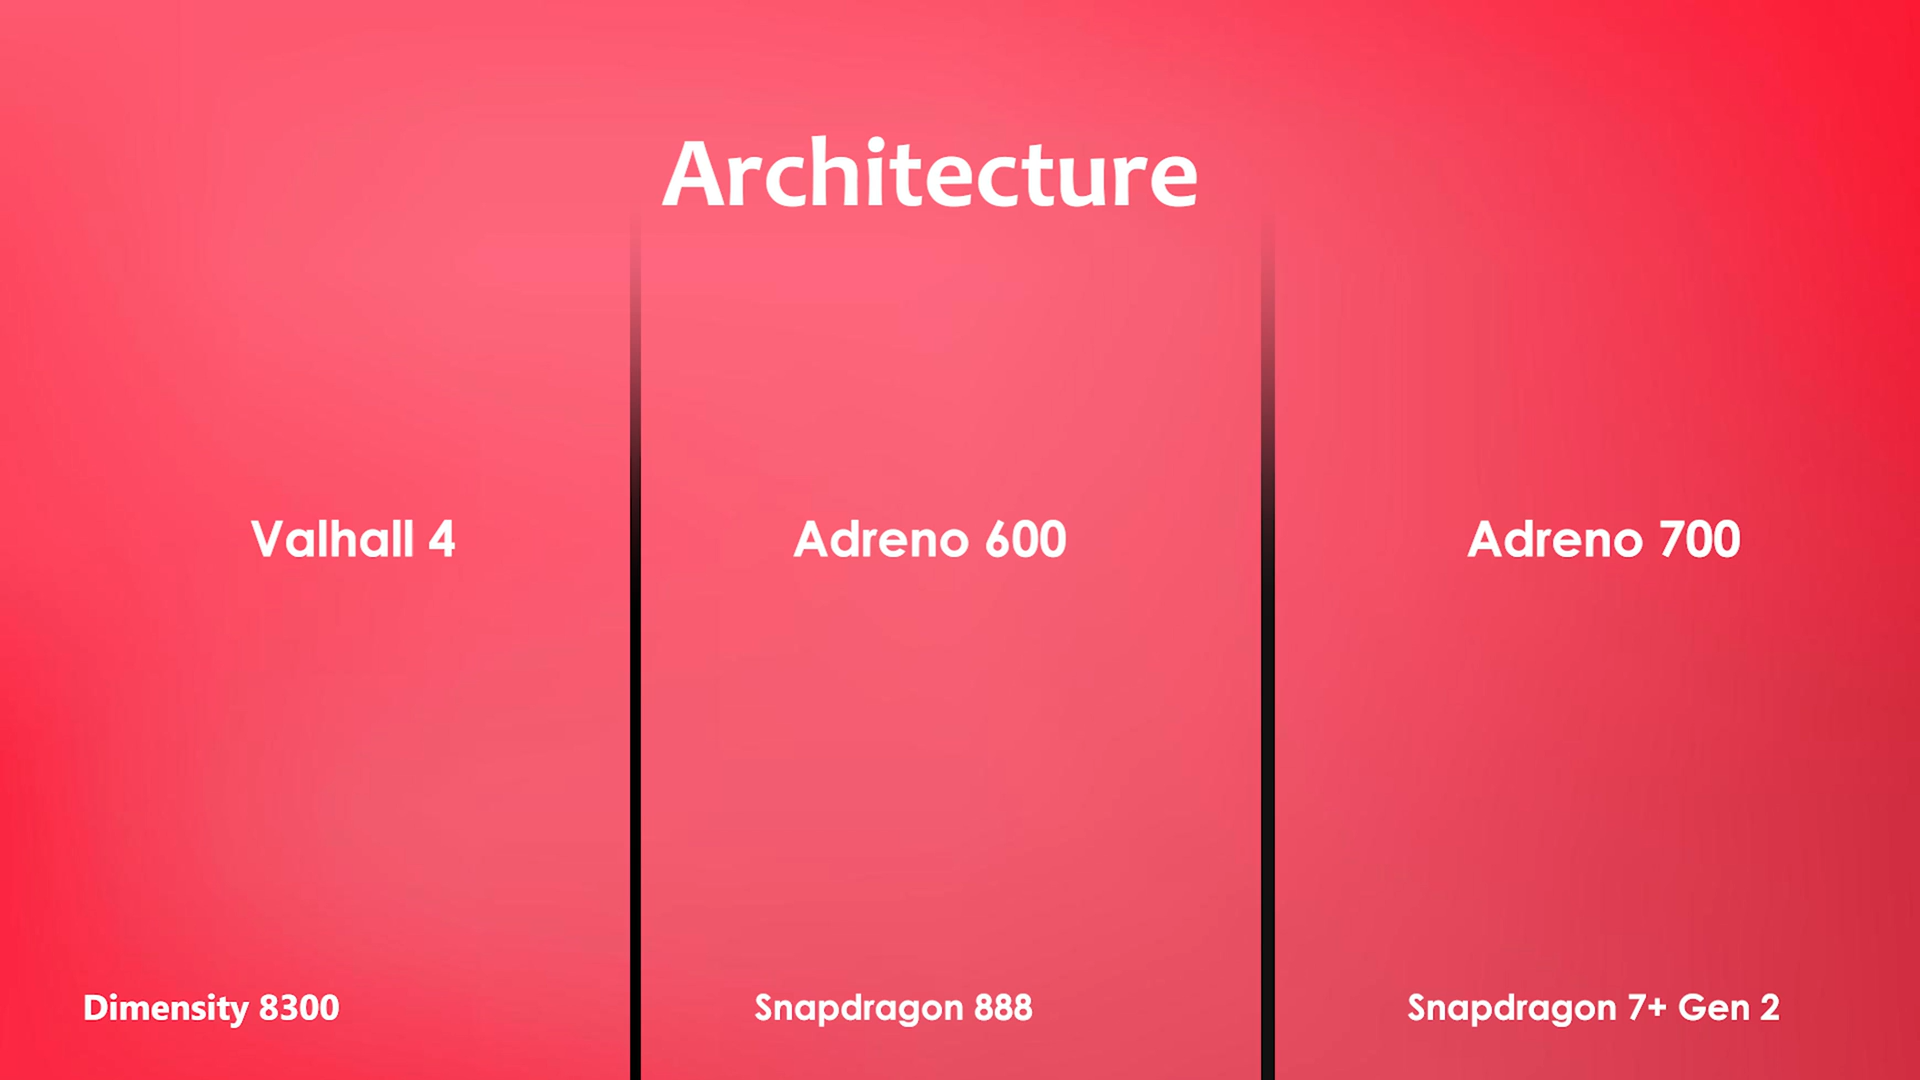 Architecture
Valhall 4
Adreno 600
Adreno 700
Dimensity 8300
Snapdragon 888
Snapdragon 7+ Gen 2